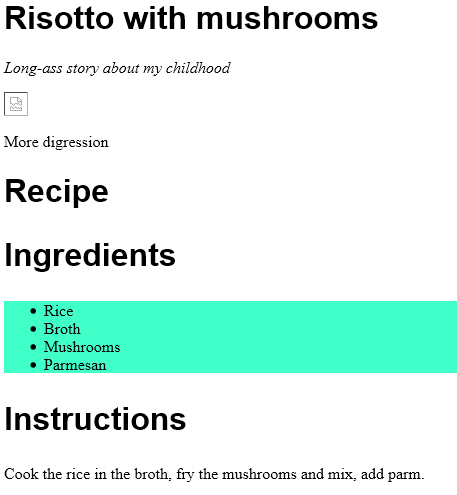 Risotto with mushrooms
Long-ass story about my childhood
More digression
Recipe
Ingredients
• Rice
• Broth
• Mushrooms
• Parmesan
Instructions
Cook the rice in the broth, fry the mushrooms and mix, add parm.